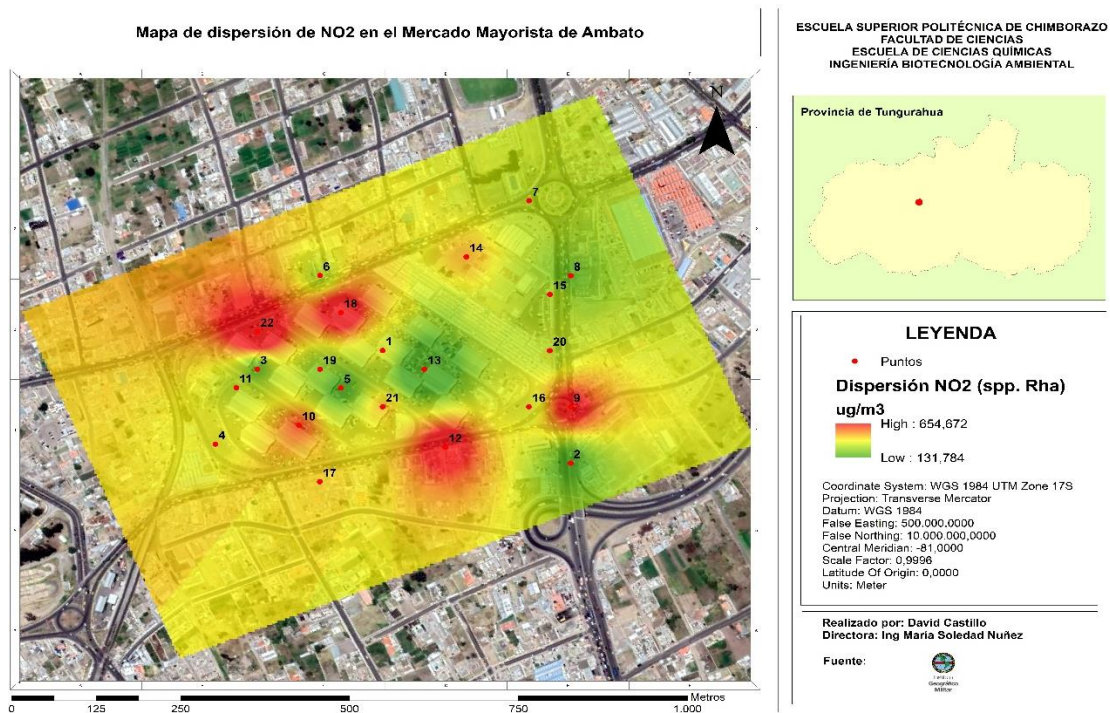 Mapa de dispersión de NO2 en el Mercado Mayorista de Ambato
N
7
14
6
8
15
18
22
1
20
3
19
13
11
5
21
16
9
10
12
4
2
17
0 125 250 500 750 1.000
Metros
ESCUELA SUPERIOR POLITÉCNICA DE CHIMBORAZO
FACULTAD DE CIENCIAS
ESCUELA DE CIENCIAS QUÍMICAS
INGENIERÍA BIOTECNOLOGÍA AMBIENTAL
Provincia de Tungurahua
LEYENDA
Puntos
Dispersión NO2 (spp. Rha)
ug/m3
High : 654,672
Low : 131,784
Coordinate System: WGS 1984 UTM Zone 17S
Projection: Transverse Mercator
Datum: WGS 1984
False Easting: 500.000,0000
False Northing: 10.000.000,0000
Central Meridian: -81,0000
Scale Factor: 0,9996
Latitude Of Origin: 0,0000
Units: Meter
Realizado por: David Castillo
Directora: Ing María Soledad Nuñez
Fuente:
Geográfico
Militar